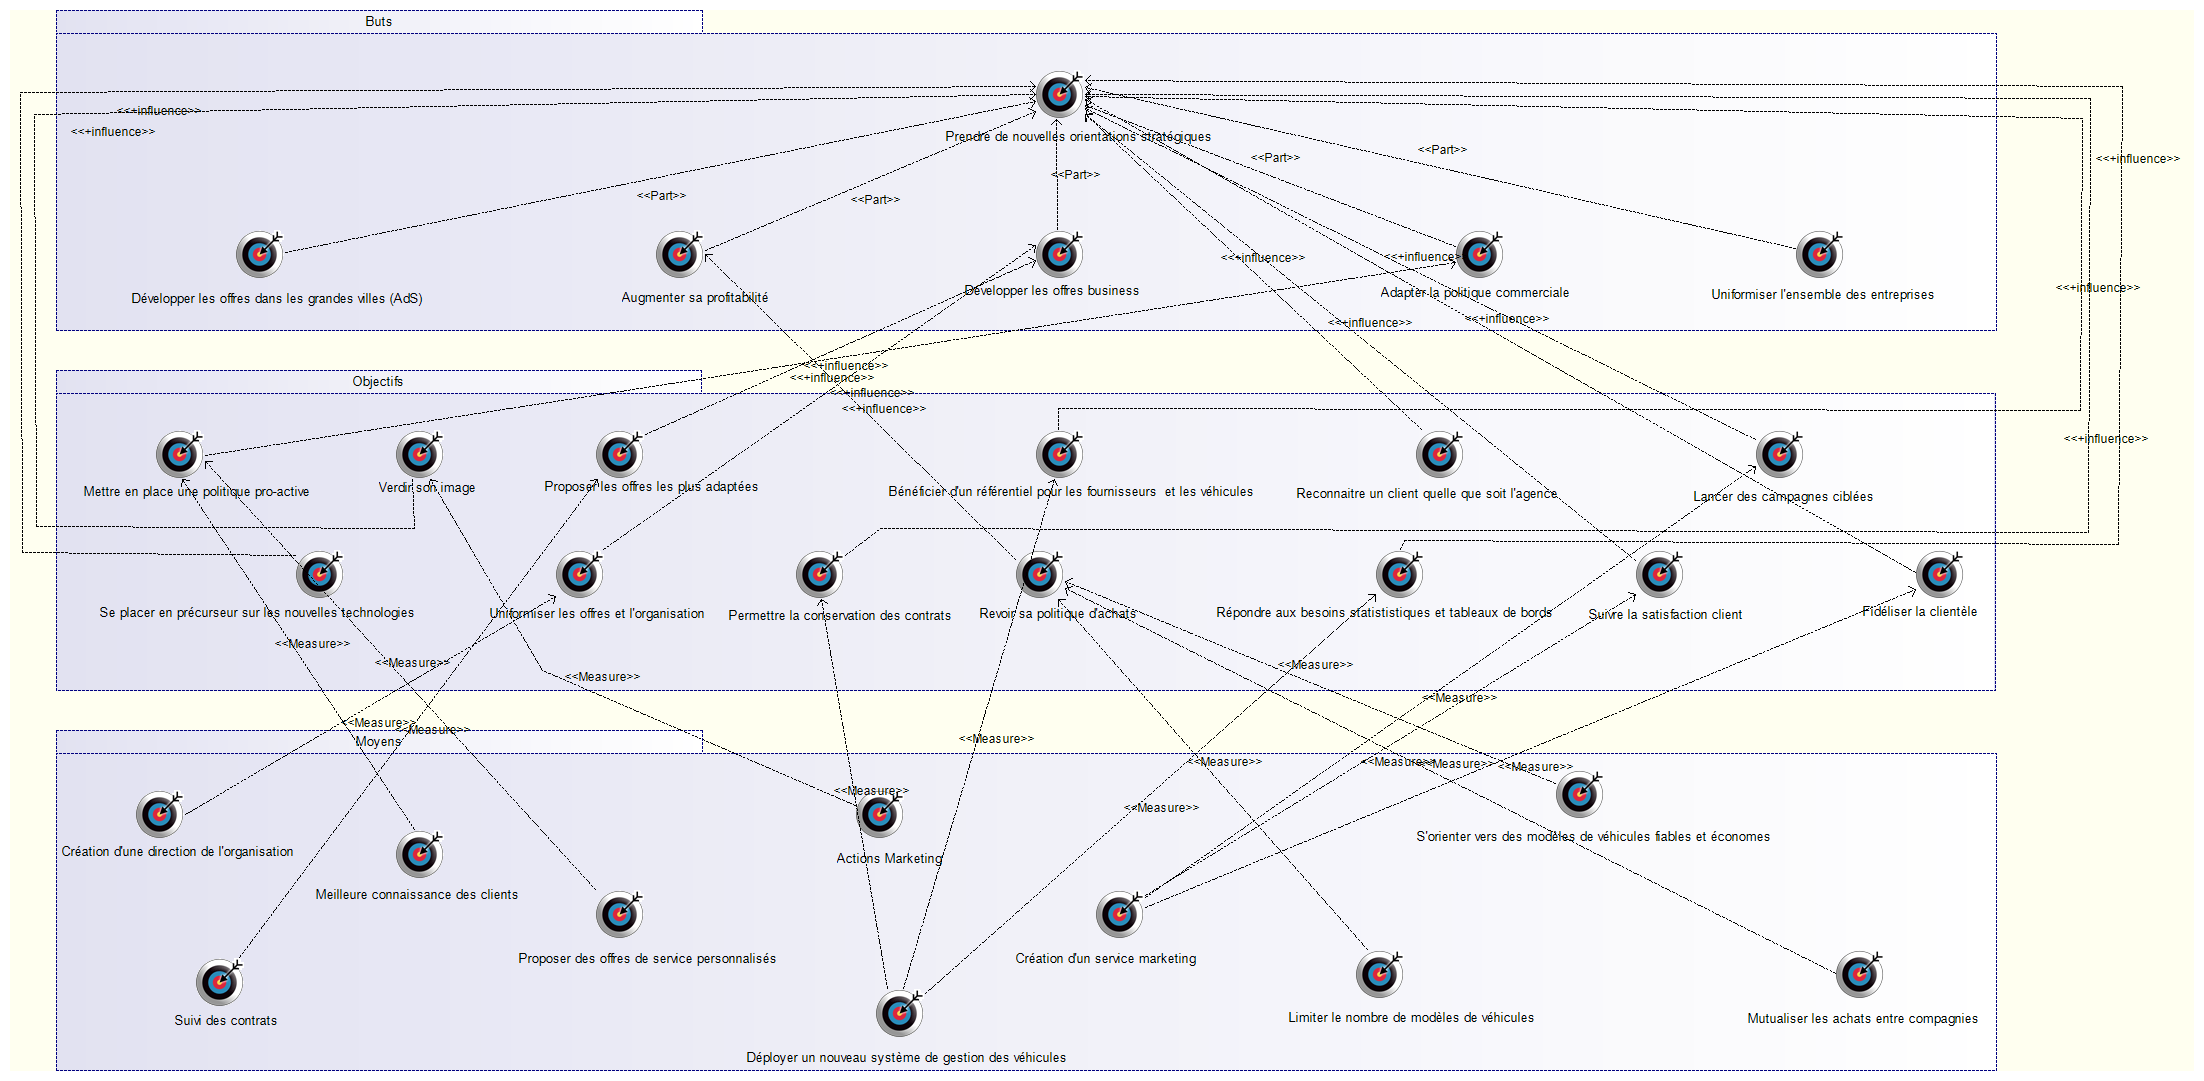 Buts
<<+influence>>
<<+influence>>
Prendre de nouvelles orientations stratégiques
<<Part>>
<<Part>>
<<+influence>>
<<Part>>
<<Part>>
<<Part>>
<<+influence>>
<<+influence>>
<<+influence>>
Développer les offres dans les grandes villes (AdS)
Augmenter sa profitabilité
Développer les offres business
Adapter la politique commerciale
Uniformiser l'ensemble des entreprises
<<+influence>>
<<+influence>>
<<+influence>>
<<+influence>>
<<+influence>>
<<+influence>>
<<+influence>>
Objectifs
Mettre en place une politique pro-active
Verdir son image
Proposer les offres les plus adaptées
Bénéficier d'un référentiel pour les fournisseurs et les véhicules
Reconnaitre un client quelle que soit l'agence
Lancer des campagnes ciblées
<<+influence>>
Se placer en précurseur sur les nouvelles technologies
Uniformiser les offres et l'organisation
Permettre la conservation des contrats
Revoir sa politique d'achats
Répondre aux besoins statististiques et tableaux de bords
Suivre la satisfaction client
Fidéliser la clientèle
<<Measure>>
<<Measure>>
<<Measure>>
<<Measure>>
<<Measure>>
<<Measure>>
<<Measure>>
<<Measure>>
Moyens
<<Measure>>
<<Measure>>
<<Measure>>
<<Measure>>
<<Measure>>
<<Measure>>
Création d'une direction de l'organisation
Actions Marketing
S'orienter vers des modèles de véhicules fiables et économes
Meilleure connaissance des clients
Proposer des offres de service personnalisés
Création d'un service marketing
Suivi des contrats
Limiter le nombre de modèles de véhicules
Mutualiser les achats entre compagnies
Déployer un nouveau système de gestion des véhicules